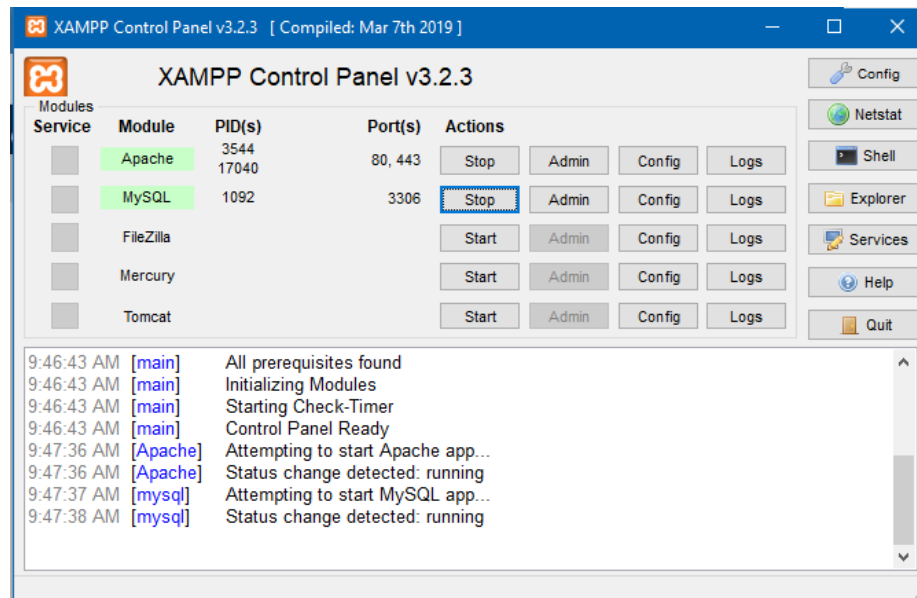 XAMPP Control Panel v3.2.3 [ Compiled: Mar 7th 2019 ]
XAMPP Control Panel v3.2.3
Config
Modules
Service Module PID(s) Port(s) Actions
Netstat
Apache 3544 17040 80, 443 Stop Admin Config Logs
Shell
MySQL 1092 3306 Stop Admin Config Logs
Explorer
FileZilla Start Admin Config Logs
Services
Mercury Start Admin Config Logs
Help
Tomcat Start Admin Config Logs
Quit
9:46:43 AM [main] All prerequisites found
9:46:43 AM [main] Initializing Modules
9:46:43 AM [main] Starting Check-Timer
9:46:43 AM [main] Control Panel Ready
9:47:36 AM [Apache] Attempting to start Apache app...
9:47:36 AM [Apache] Status change detected: running
9:47:37 AM [mysql] Attempting to start MySQL app...
9:47:38 AM [mysql] Status change detected: running